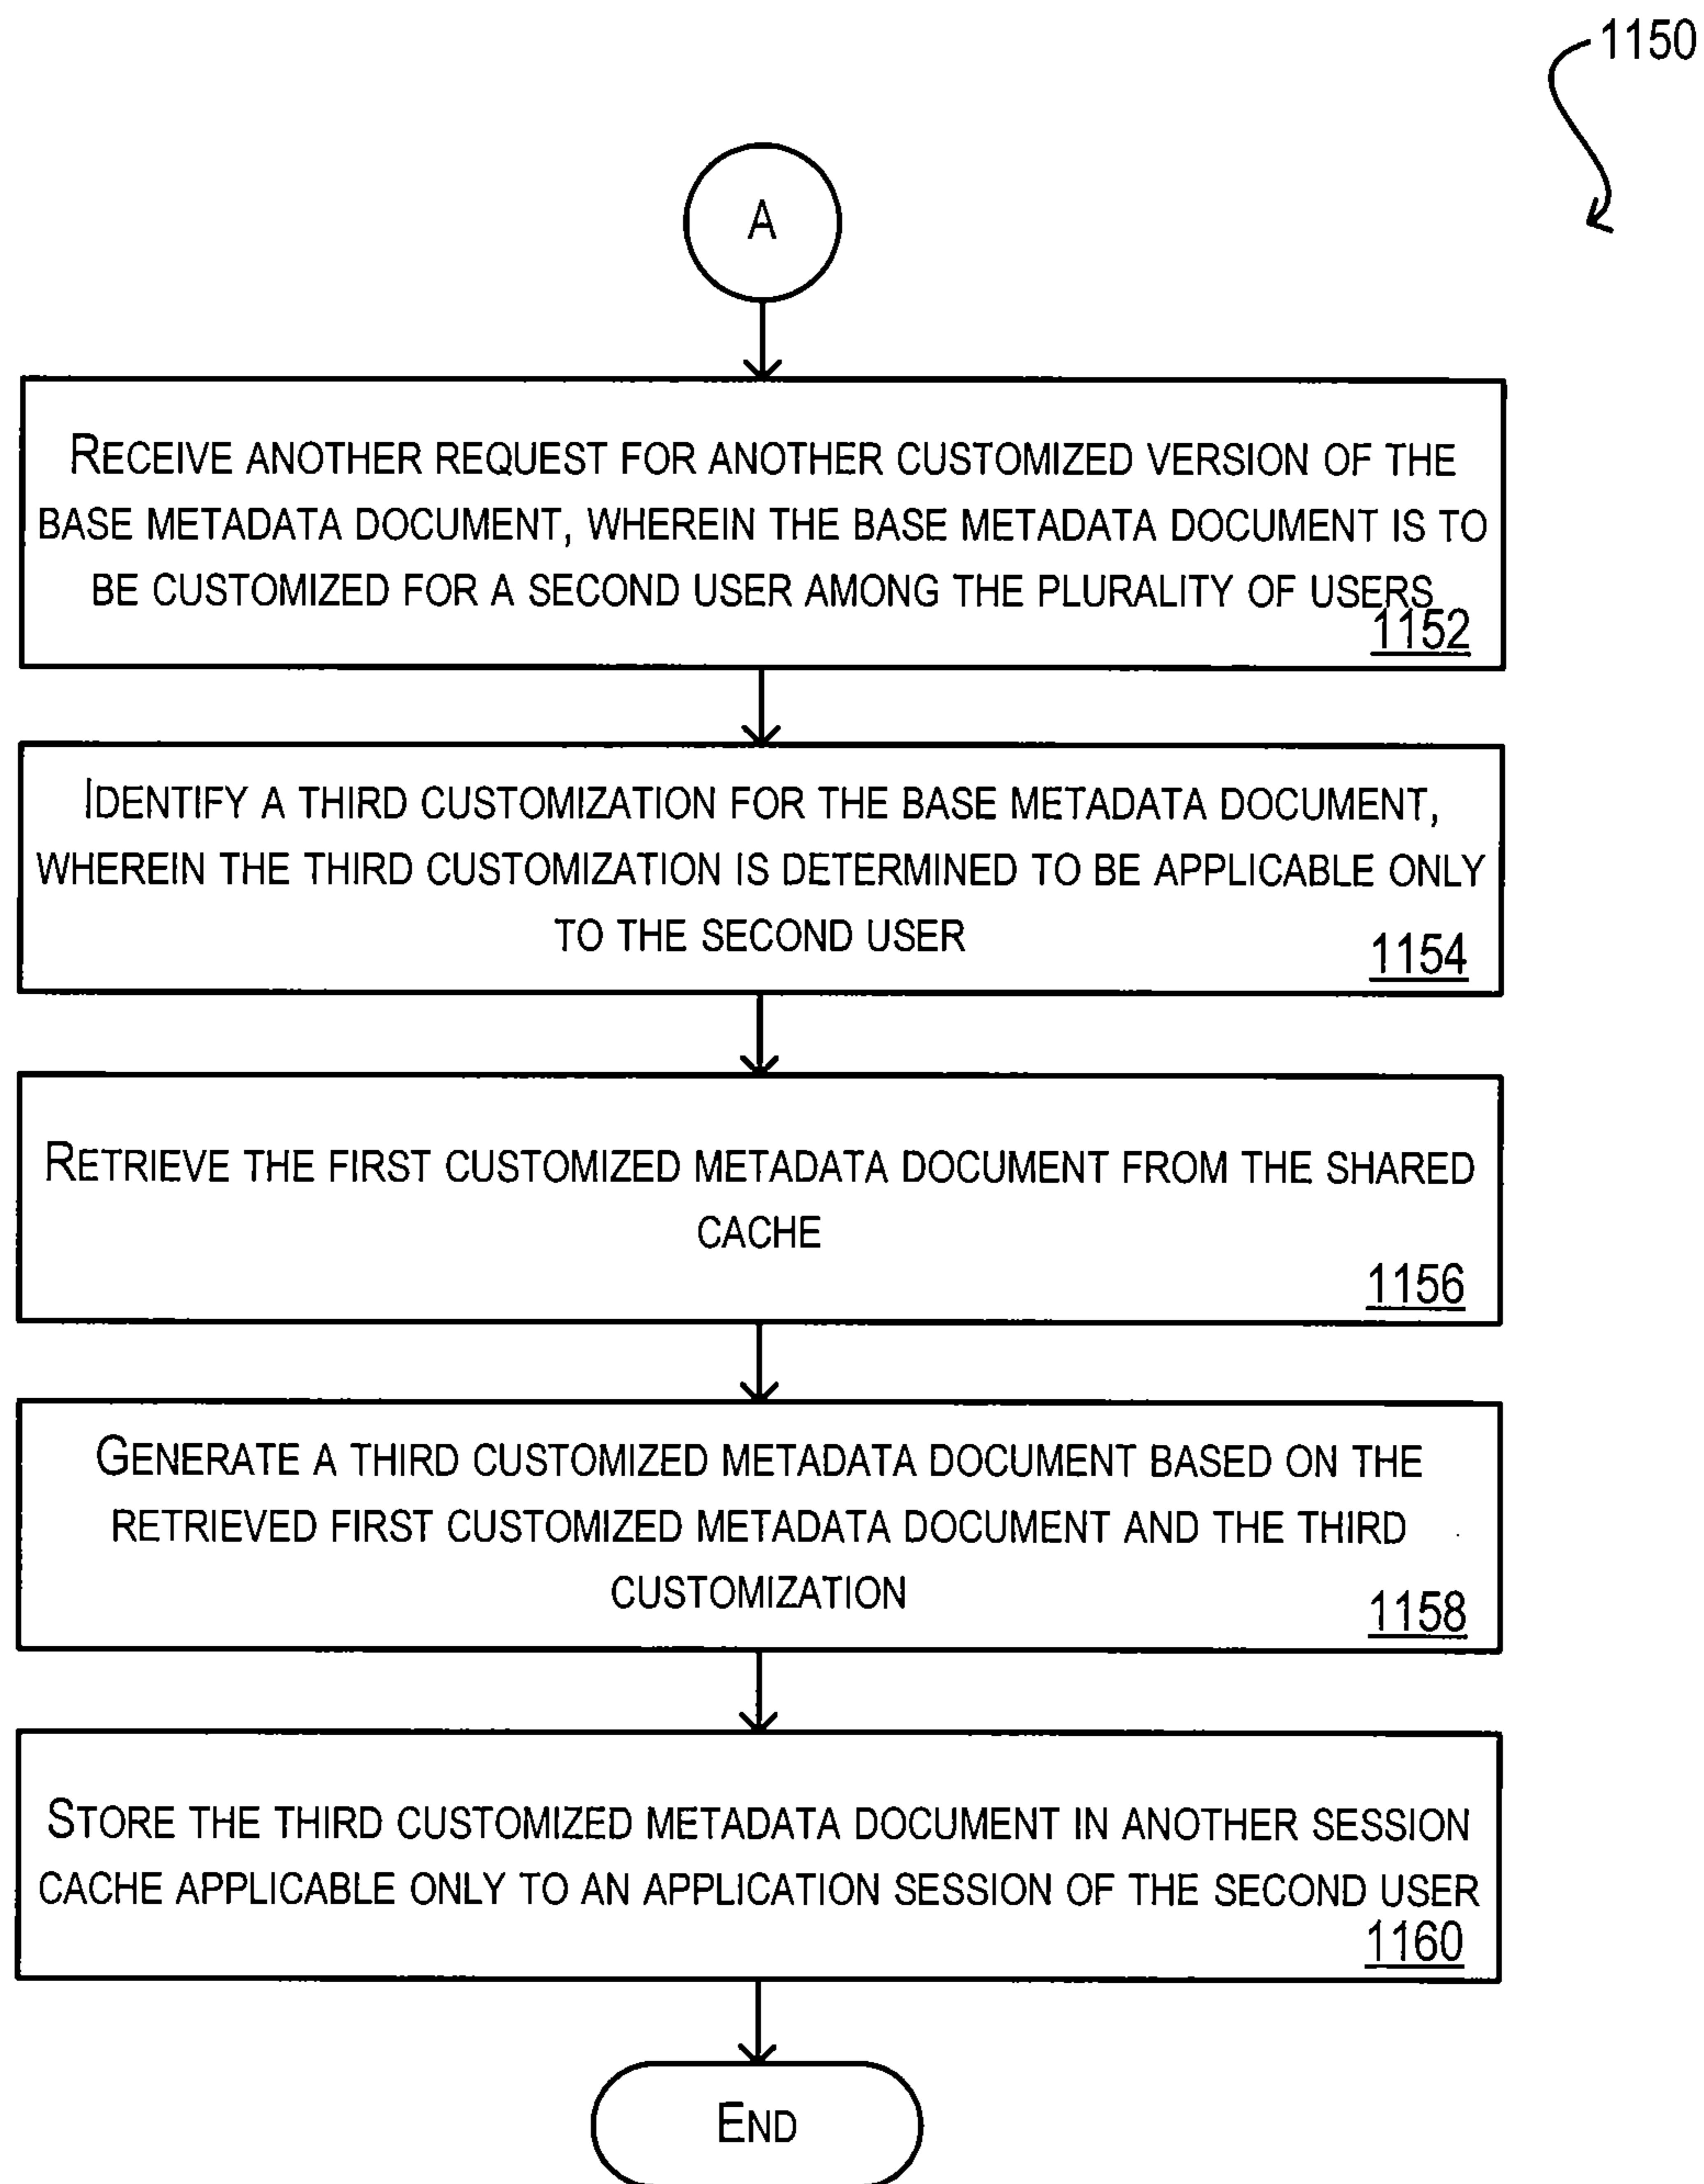 1150
A
RECEIVE ANOTHER REQUEST FOR ANOTHER CUSTOMIZED VERSION OF THE
BASE METADATA DOCUMENT, WHEREIN THE BASE METADATA DOCUMENT IS TO
BE CUSTOMIZED FOR A SECOND USER AMONG THE PLURALITY OF USERS
1152
IDENTIFY A THIRD CUSTOMIZATION FOR THE BASE METADATA DOCUMENT,
WHEREIN THE THIRD CUSTOMIZATION IS DETERMINED TO BE APPLICABLE ONLY
TO THE SECOND USER
1154
RETRIEVE THE FIRST CUSTOMIZED METADATA DOCUMENT FROM THE SHARED
CACHE
1156
GENERATE A THIRD CUSTOMIZED METADATA DOCUMENT BASED ON THE
RETRIEVED FIRST CUSTOMIZED METADATA DOCUMENT AND THE THIRD
CUSTOMIZATION
1158
STORE THE THIRD CUSTOMIZED METADATA DOCUMENT IN ANOTHER SESSION
CACHE APPLICABLE ONLY TO AN APPLICATION SESSION OF THE SECOND USER
1160
END